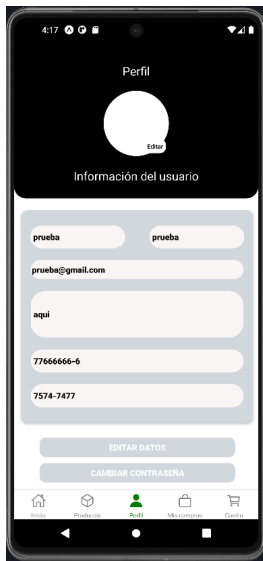 4:17
Perfil
Editar
Información del usuario
prueba prueba
prueba@gmail.com
aqui
77666666-6
7574-7477
EDITAR DATOS
CAMBIAR CONTRASEÑA
Inicio Productos Perfil Mis compras Carrito